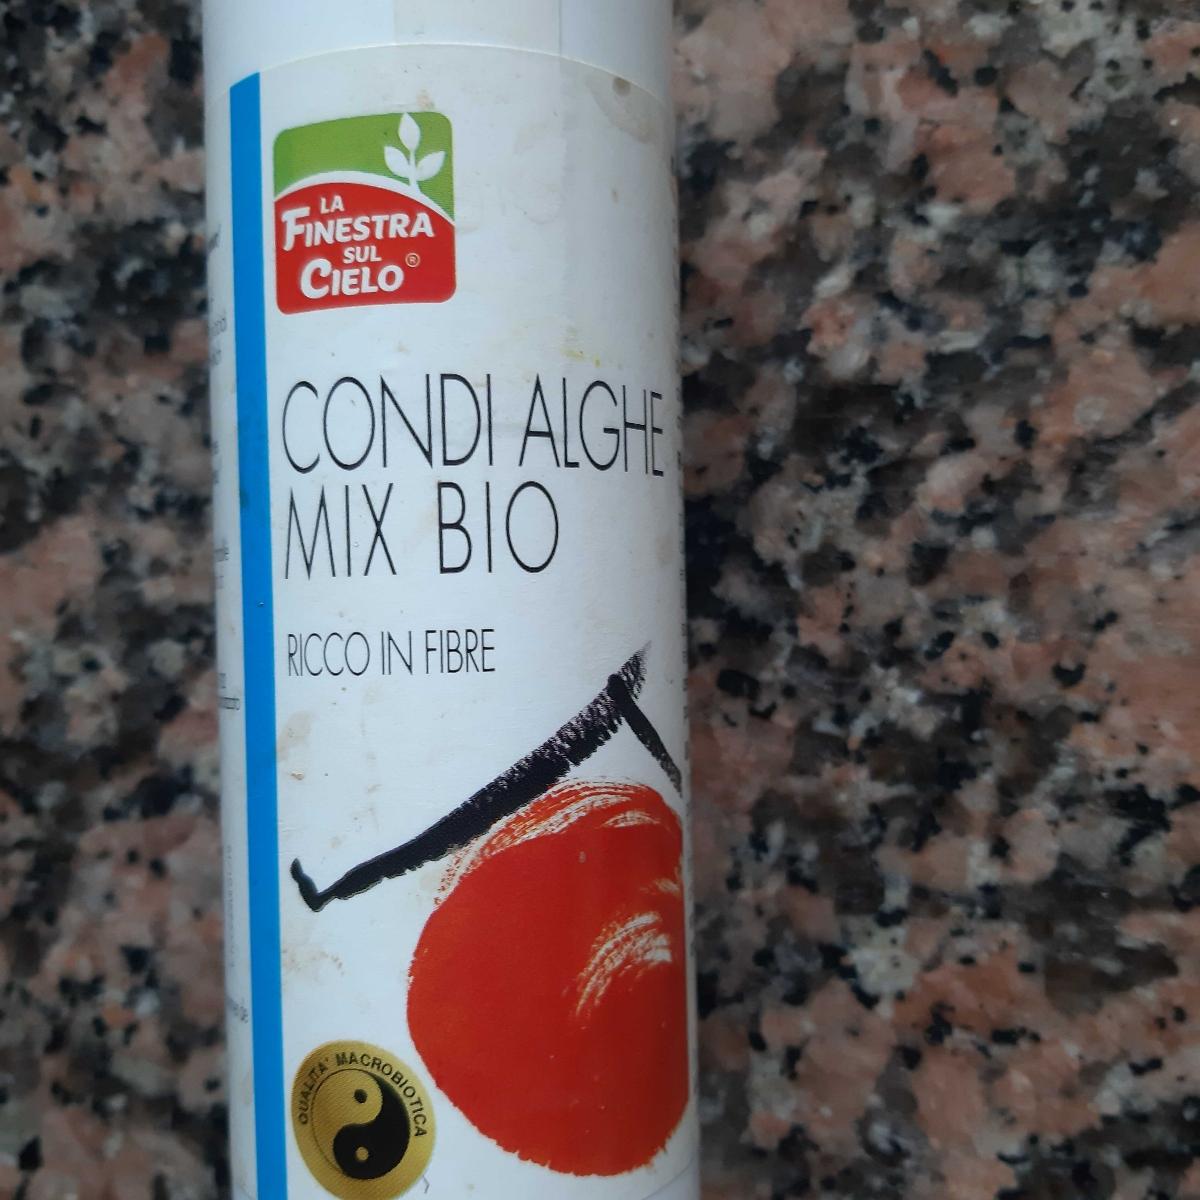 LA
FINESTRA
SUL
CIELO®
CONDI ALGHE
MIX BIO
RICCO IN FIBRE
QUALITA' MACROBIOTICA